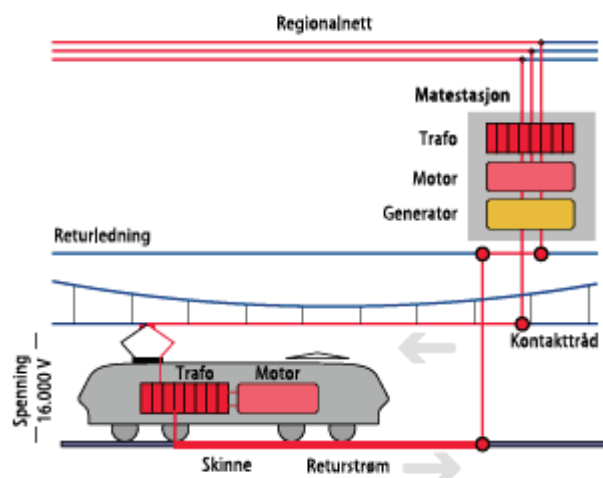 Regionalnett
Matestasjon
Trafo
Motor
Generator
Returledning
Kontakttråd
Spenning
16.000 V
Trafo
Motor
Skinne
Returstrøm